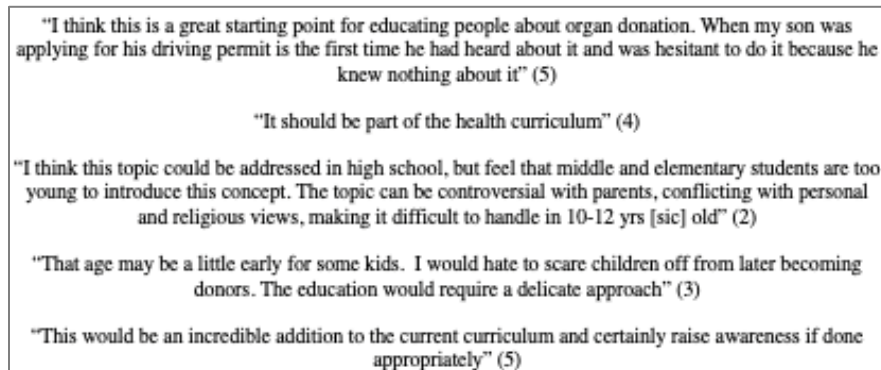 “I think this is a great starting point for educating people about organ donation. When my son was
applying for his driving permit is the first time he had heard about it and was hesitant to do it because he
knew nothing about it” (5)
“It should be part of the health curriculum” (4)
“I think this topic could be addressed in high school, but feel that middle and elementary students are too
young to introduce this concept. The topic can be controversial with parents, conflicting with personal
and religious views, making it difficult to handle in 10-12 yrs [sic] old” (2)
“That age may be a little early for some kids.  I would hate to scare children off from later becoming
donors. The education would require a delicate approach” (3)
“This would be an incredible addition to the current curriculum and certainly raise awareness if done
appropriately” (5)